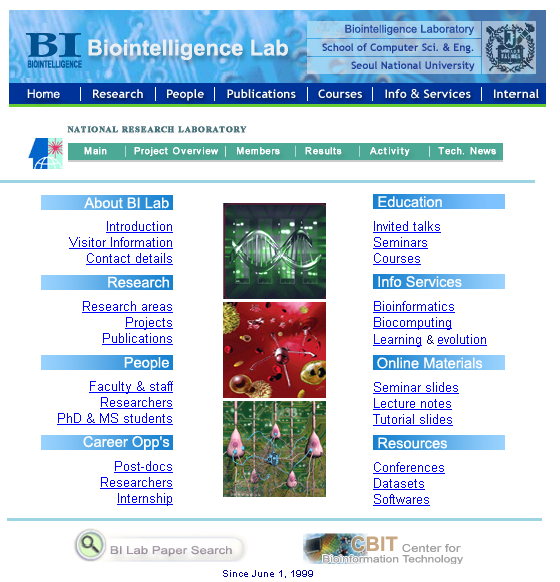 BI
BIOINTELLIGENCE
Biointelligence Lab
Biointelligence Laboratory
School of Computer Sci. & Eng.
Seoul National University
Home
Research
People
Publications
Courses
Info & Services
Internal
NATIONAL RESEARCH LABORATORY
Main
Project Overview
Members
Results
Activity
Tech. News
About BI Lab
Introduction
Visitor Information
Contact details
Research
Research areas
Projects
Publications
People
Faculty & staff
Researchers
PhD & MS students
Career Opp's
Post-docs
Researchers
Internship
Education
Invited talks
Seminars
Courses
Info Services
Bioinformatics
Biocomputing
Learning & evolution
Online Materials
Seminar slides
Lecture notes
Tutorial slides
Resources
Conferences
Datasets
Softwares
BI Lab Paper Search
CBIT Center for
Bioinformation Technology
Since June 1, 1999